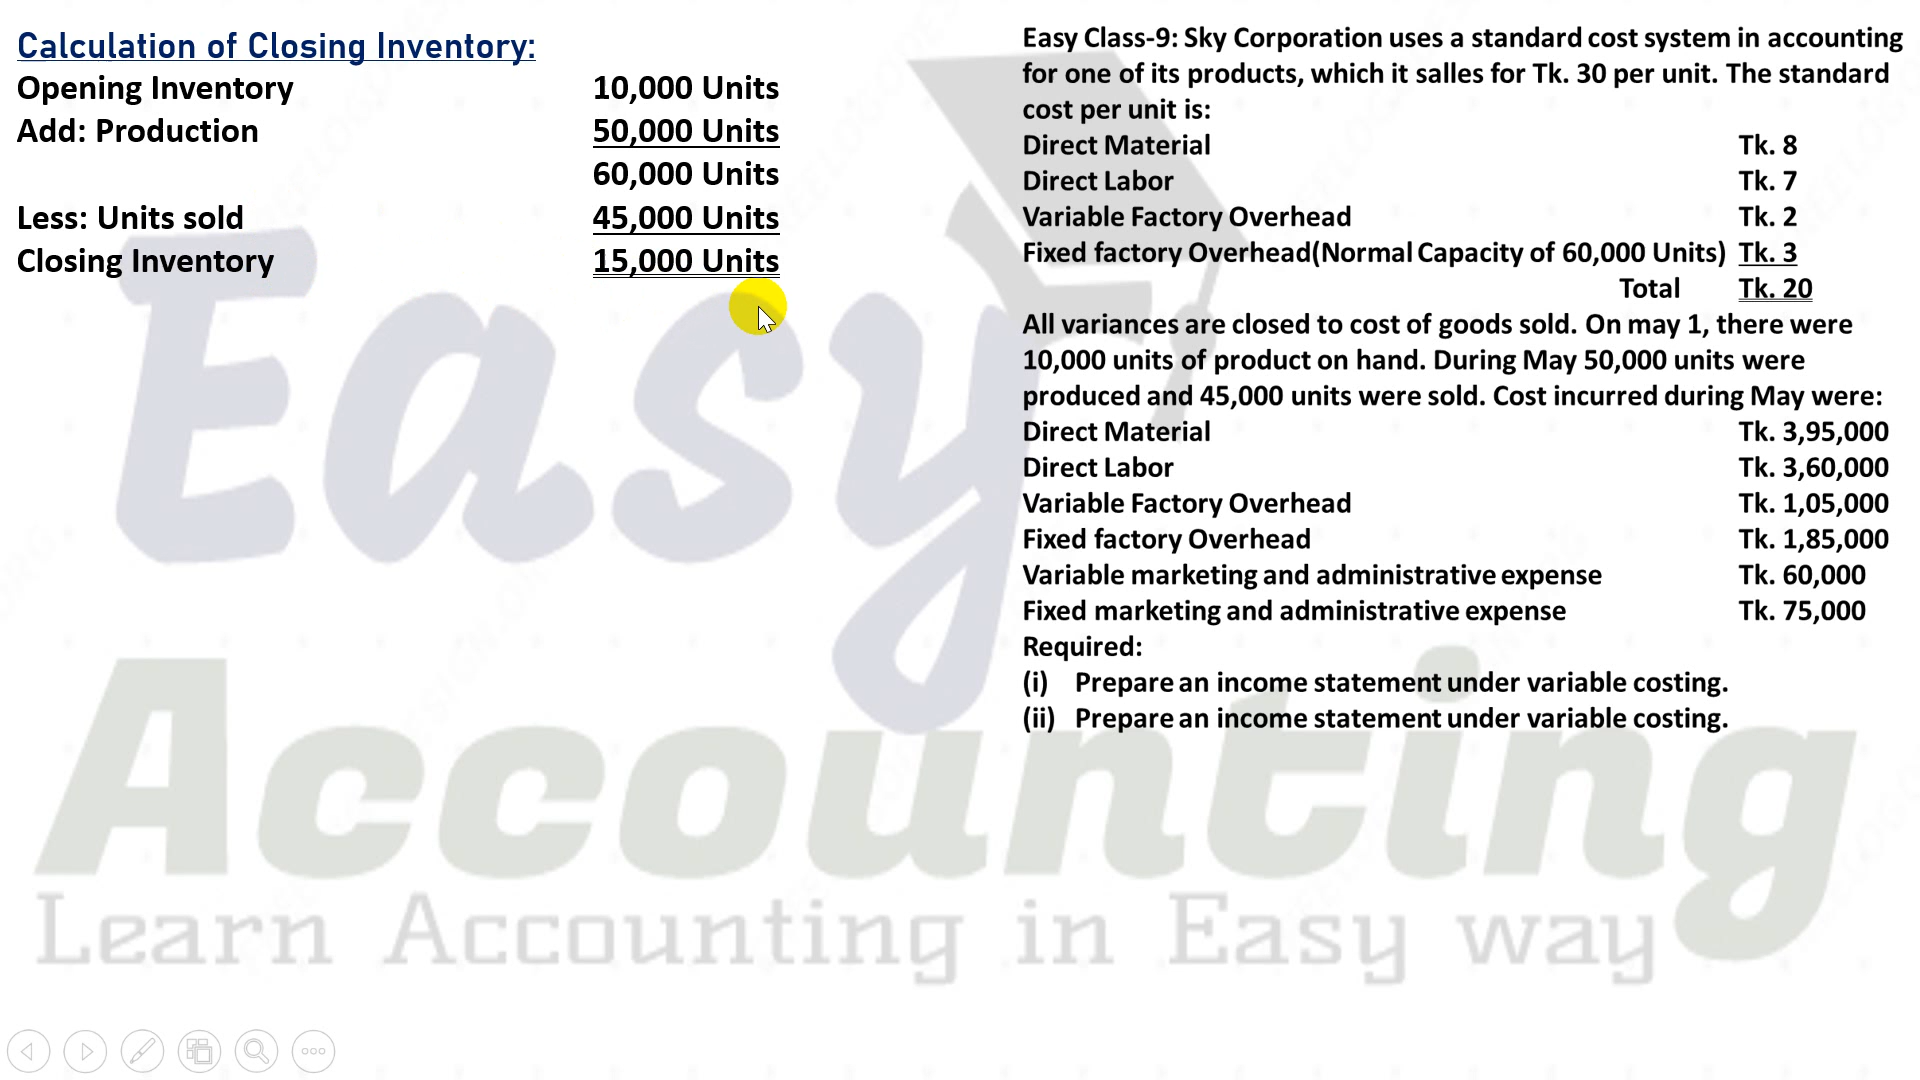 Calculation of Closing Inventory:
Opening Inventory 10,000 Units
Add: Production 50,000 Units
60,000 Units
Less: Units sold 45,000 Units
Closing Inventory 15,000 Units
Easy Class-9: Sky Corporation uses a standard cost system in accounting
for one of its products, which it salles for Tk. 30 per unit. The standard
cost per unit is:
Direct Material Tk. 8
Direct Labor Tk. 7
Variable Factory Overhead Tk. 2
Fixed factory Overhead(Normal Capacity of 60,000 Units) Tk. 3
Total Tk. 20
All variances are closed to cost of goods sold. On may 1, there were
10,000 units of product on hand. During May 50,000 units were
produced and 45,000 units were sold. Cost incurred during May were:
Direct Material Tk. 3,95,000
Direct Labor Tk. 3,60,000
Variable Factory Overhead Tk. 1,05,000
Fixed factory Overhead Tk. 1,85,000
Variable marketing and administrative expense Tk. 60,000
Fixed marketing and administrative expense Tk. 75,000
Required:
(i) Prepare an income statement under variable costing.
(ii) Prepare an income statement under variable costing.
Easy
Accounting
Learn Accounting in Easy way